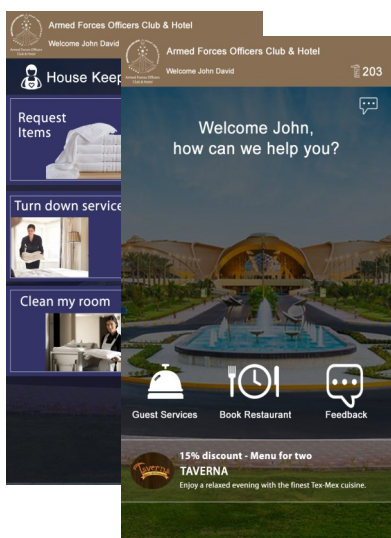 Armed Forces Officers Club & Hotel
Welcome John David
House Keep
Request
Items
Turn down service
Clean my room
Armed Forces Officers Club & Hotel
Welcome John David
203
Welcome John,
how can we help you?
Guest Services
Book Restaurant
Feedback
Taverna
15% discount - Menu for two
TAVERNA
Enjoy a relaxed evening with the finest Tex-Mex cuisine.